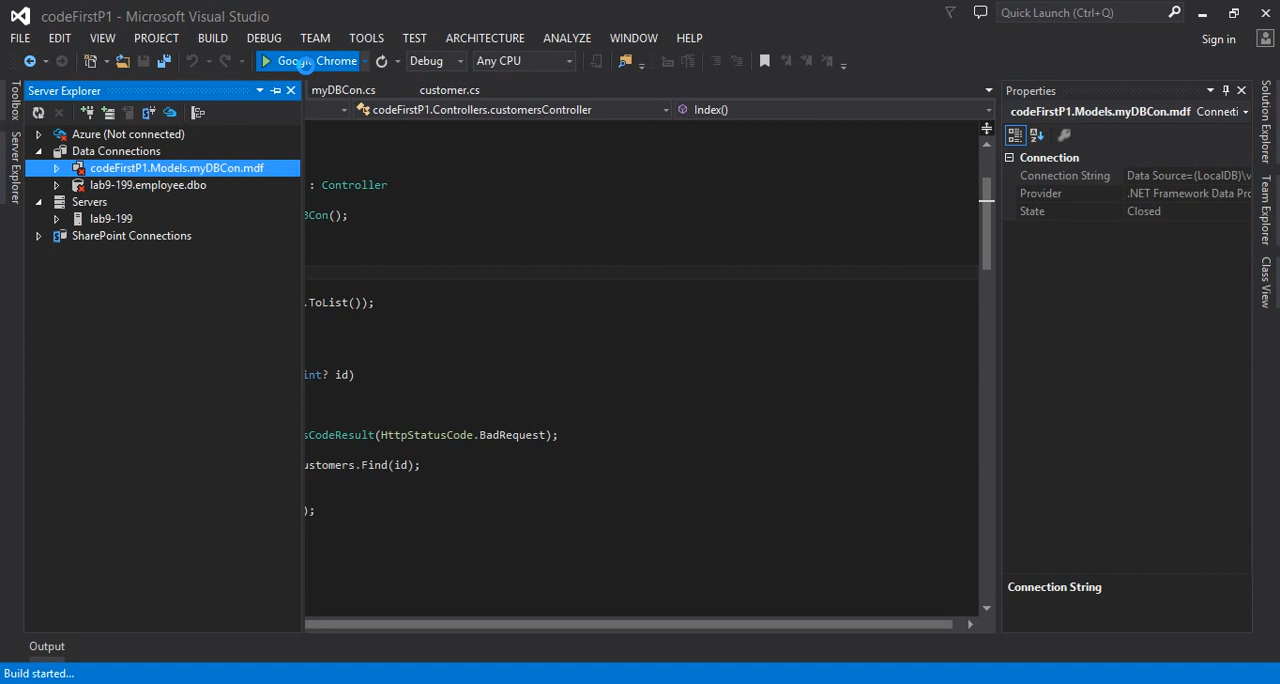 codeFirstP1 - Microsoft Visual Studio
Quick Launch (Ctrl+Q)
FILE EDIT VIEW PROJECT BUILD DEBUG TEAM TOOLS TEST ARCHITECTURE ANALYZE WINDOW HELP
Sign in
Google Chrome Debug Any CPU
Toolbox
Server Explorer
Server Explorer
Azure (Not connected)
Data Connections
codeFirstP1.Models.myDBCon.mdf
lab9-199.employee.dbo
Servers
lab9-199
SharePoint Connections
myDBCon.cs customer.cs
codeFirstP1.Controllers.customersController Index()
: Controller
BCon();
.ToList());
int? id)
sCodeResult(HttpStatusCode.BadRequest);
ustomers.Find(id);
);
Properties
codeFirstP1.Models.myDBCon.mdf Connecti
Connection
Connection String Data Source=(LocalDB)\v
Provider .NET Framework Data Pro
State Closed
Connection String
Solution Explorer
Team Explorer
Class View
Output
Build started...